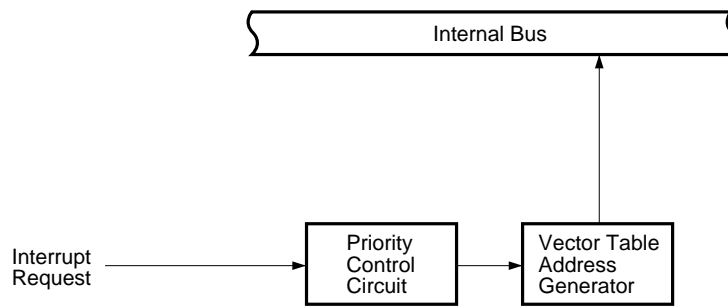 Internal Bus
Interrupt
Request
Priority
Control
Circuit
Vector Table
Address
Generator